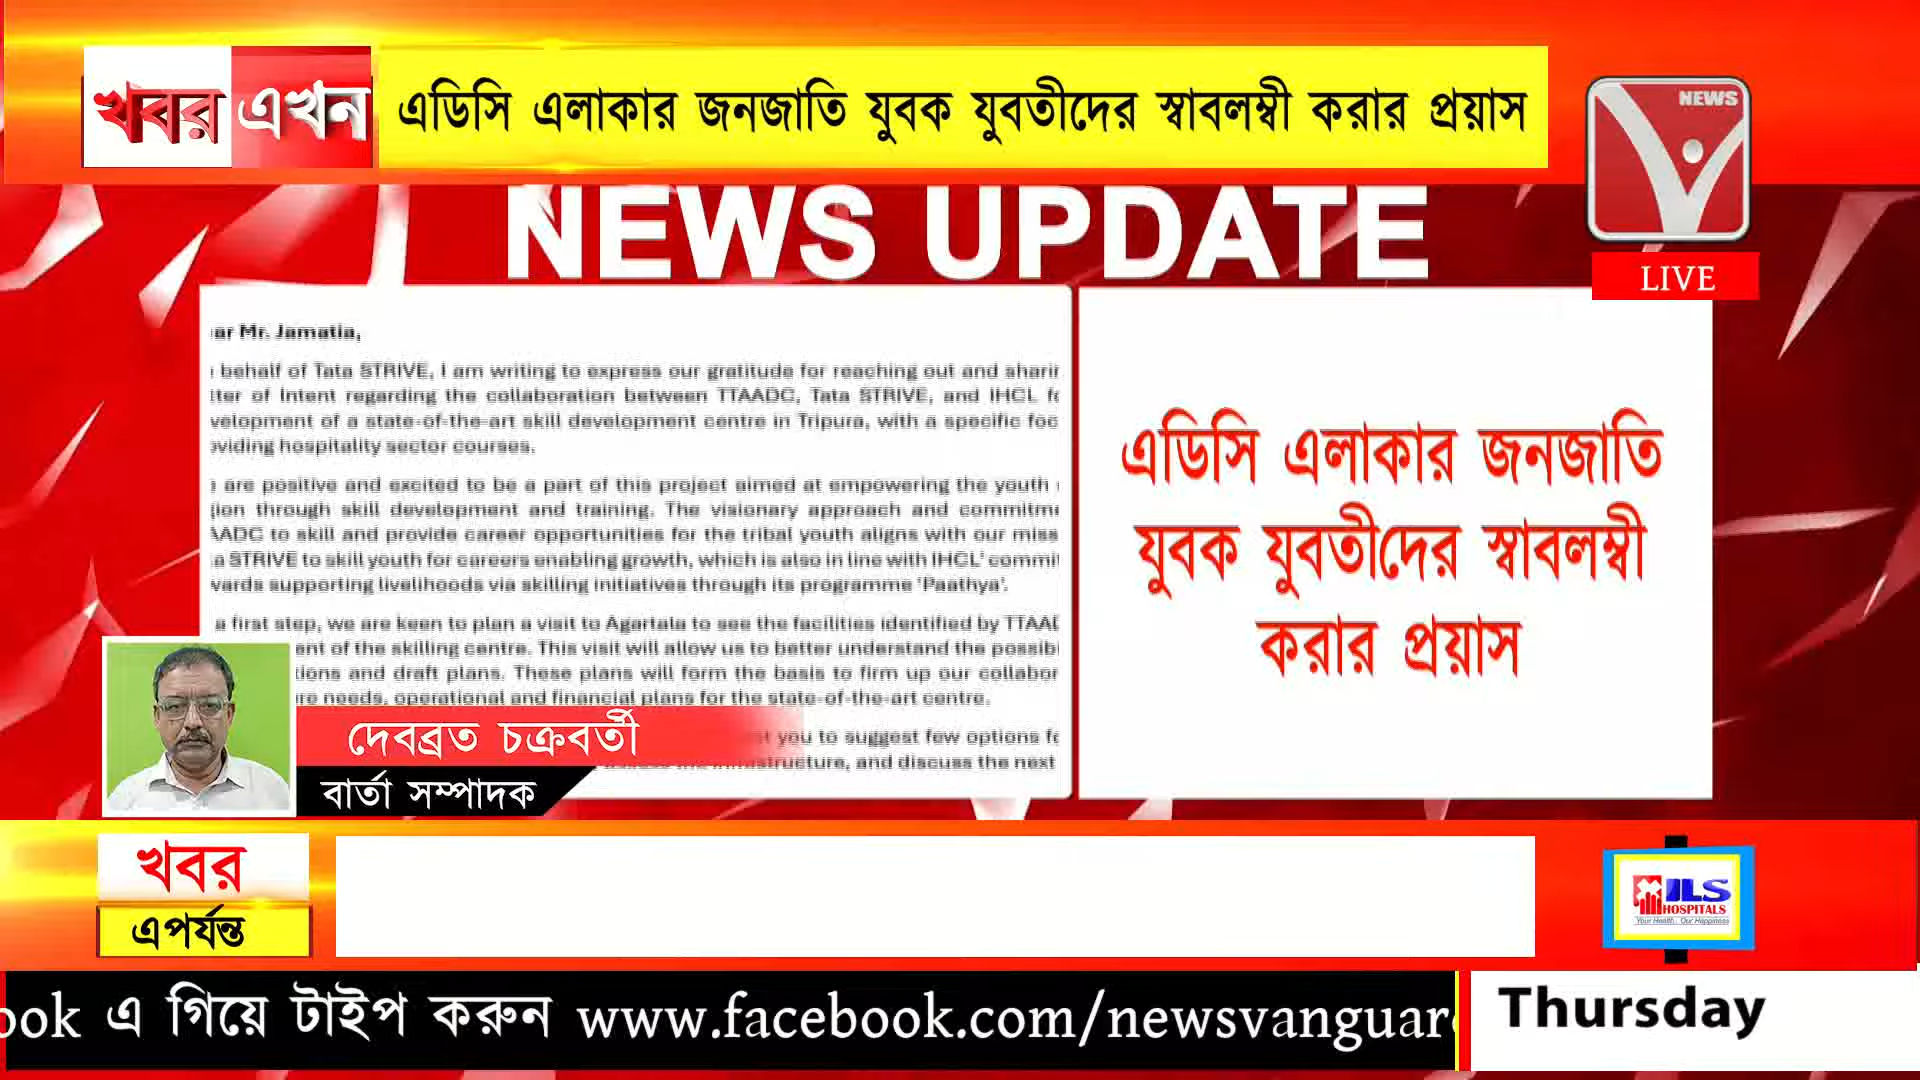 খবর এখন
এডিসি এলাকার জনজাতি যুবক যুবতীদের স্বাবলম্বী করার প্রয়াস
NEWS
LIVE
NEWS UPDATE
ar Mr. Jamatia,
behalf of Tata STRIVE, I am writing to express our gratitude for reaching out and sharin
tter of Intent regarding the collaboration between TTAADC, Tata STRIVE, and IHCL fo
velopment of a state-of-the-art skill development centre in Tripura, with a specific foc
oviding hospitality sector courses.
are positive and excited to be a part of this project aimed at empowering the youth
gion through skill development and training. The visionary approach and commitme
AADC to skill and provide career opportunities for the tribal youth aligns with our miss
a STRIVE to skill youth for careers enabling growth, which is also in line with IHCL' commit
wards supporting livelihoods via skilling initiatives through its programme 'Paathya'.
a first step, we are keen to plan a visit to Agartala to see the facilities identified by TTAAD
ent of the skilling centre. This visit will allow us to better understand the possibi
tions and draft plans. These plans will form the basis to firm up our collabor
re needs, operational and financial plans for the state-of-the-art centre.
st you to suggest few options fo
structure, and discuss the next
এডিসি এলাকার জনজাতি
যুবক যুবতীদের স্বাবলম্বী
করার প্রয়াস
দেবব্রত চক্রবর্তী
বার্তা সম্পাদক
খবর
এপর্যন্ত
ILS
HOSPITALS
Your Health.. Our Happiness
ook এ গিয়ে টাইপ করুন www.facebook.com/newsvanguar
Thursday